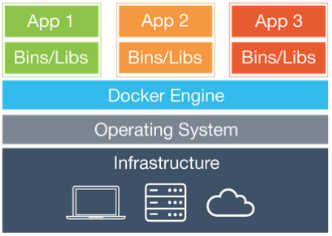 App 1 App 2 App 3
Bins/Libs Bins/Libs Bins/Libs
Docker Engine
Operating System
Infrastructure